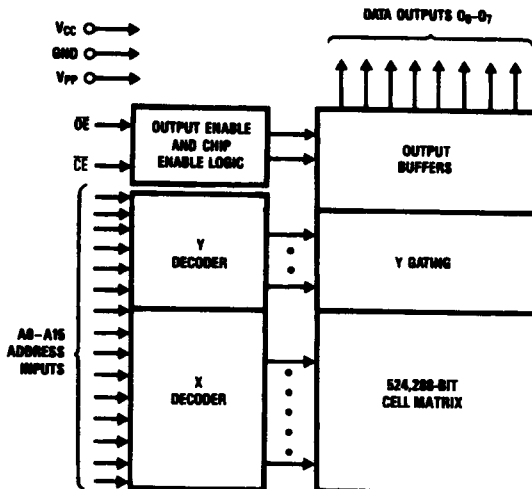 DATA OUTPUTS O₀–O₇
VCC
GND
VPP
OE
CE
OUTPUT ENABLE
AND CHIP
ENABLE LOGIC
OUTPUT
BUFFERS
Y
DECODER
Y GATING
A0–A15
ADDRESS
INPUTS
X
DECODER
524,288-BIT
CELL MATRIX